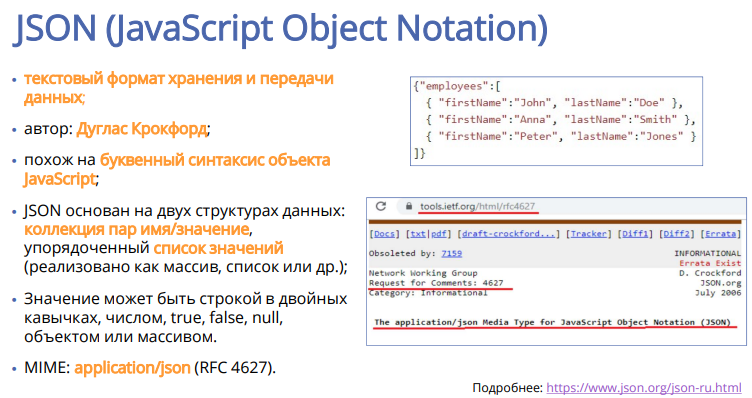 JSON (JavaScript Object Notation)
• текстовый формат хранения и передачи
данных;
• автор: Дуглас Крокфорд;
• похож на буквенный синтаксис объекта
JavaScript;
• JSON основан на двух структурах данных:
коллекция пар имя/значение,
упорядоченный список значений
(реализовано как массив, список или др.);
• Значение может быть строкой в двойных
кавычках, числом, true, false, null,
объектом или массивом.
• MIME: application/json (RFC 4627).
{"employees":[
{ "firstName":"John", "lastName":"Doe" },
{ "firstName":"Anna", "lastName":"Smith" },
{ "firstName":"Peter", "lastName":"Jones" }
]}
tools.ietf.org/html/rfc4627
[Docs] [txt|pdf] [draft-crockford...] [Tracker] [Diff1] [Diff2] [Errata]
Obsoleted by: 7159 INFORMATIONAL
Errata Exist
Network Working Group D. Crockford
Request for Comments: 4627 JSON.org
Category: Informational July 2006
The application/json Media Type for JavaScript Object Notation (JSON)
Подробнее: https://www.json.org/json-ru.html